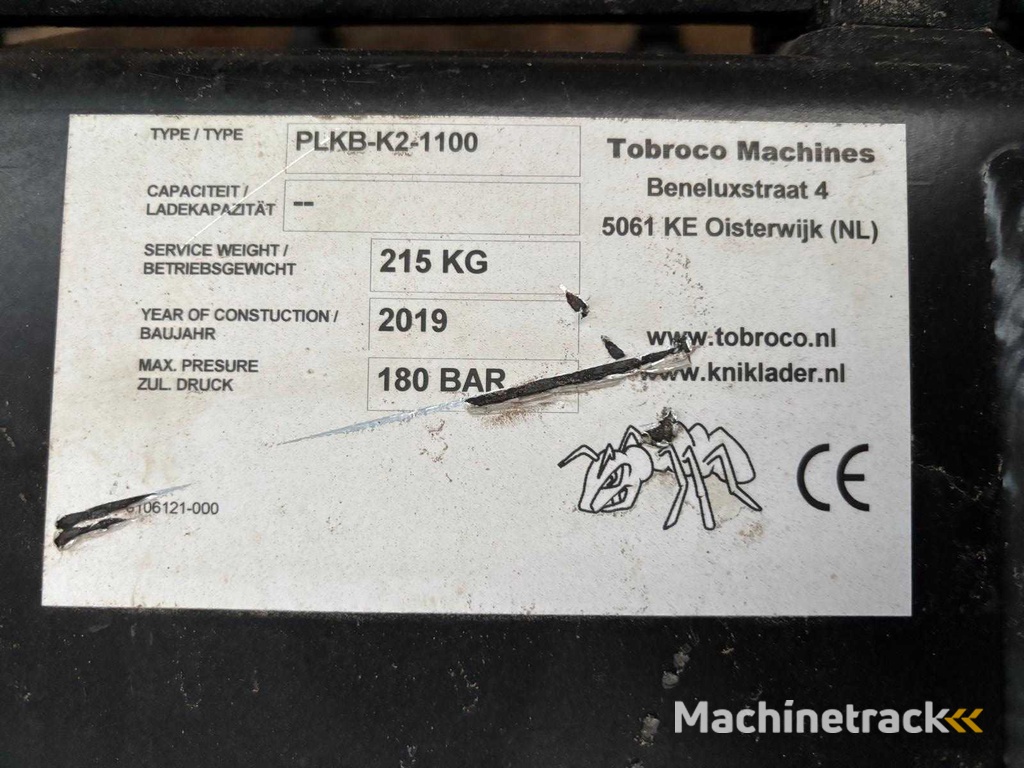 TYPE / TYPE
PLKB-K2-1100
CAPACITEIT /
LADEKAPAZITÄT
--
SERVICE WEIGHT /
BETRIEBSGEWICHT
215 KG
YEAR OF CONSTUCTION /
BAUJAHR
2019
MAX. PRESURE
ZUL. DRUCK
180 BAR
6106121-000
Tobroco Machines
Beneluxstraat 4
5061 KE Oisterwijk (NL)
www.tobroco.nl
www.kniklader.nl
CE
Machinetrack